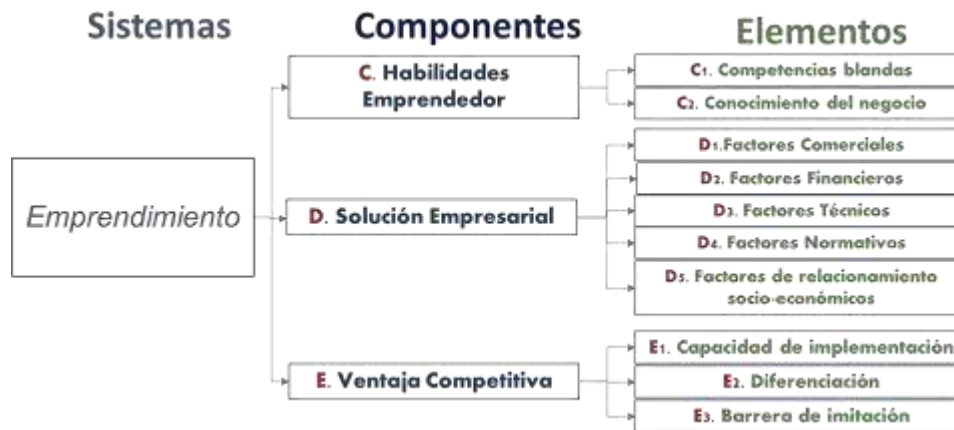 Sistemas
Componentes
Elementos
Emprendimiento
C. Habilidades
Emprendedor
C1. Competencias blandas
C2. Conocimiento del negocio
D. Solución Empresarial
D1.Factores Comerciales
D2. Factores Financieros
D3. Factores Técnicos
D4. Factores Normativos
D5. Factores de relacionamiento
socio-económicos
E. Ventaja Competitiva
E1. Capacidad de implementación
E2. Diferenciación
E3. Barrera de imitación